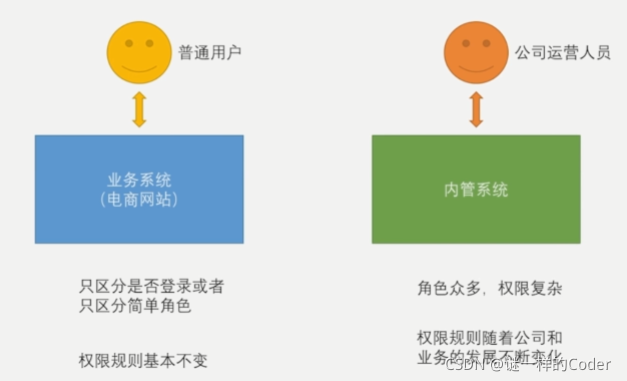 普通用户
公司运营人员
业务系统
（电商网站）
内管系统
只区分是否登录或者
只区分简单角色
角色众多，权限复杂
权限规则基本不变
权限规则随着公司和
业务的发展不断变化
CSDN @谜一样的Coder